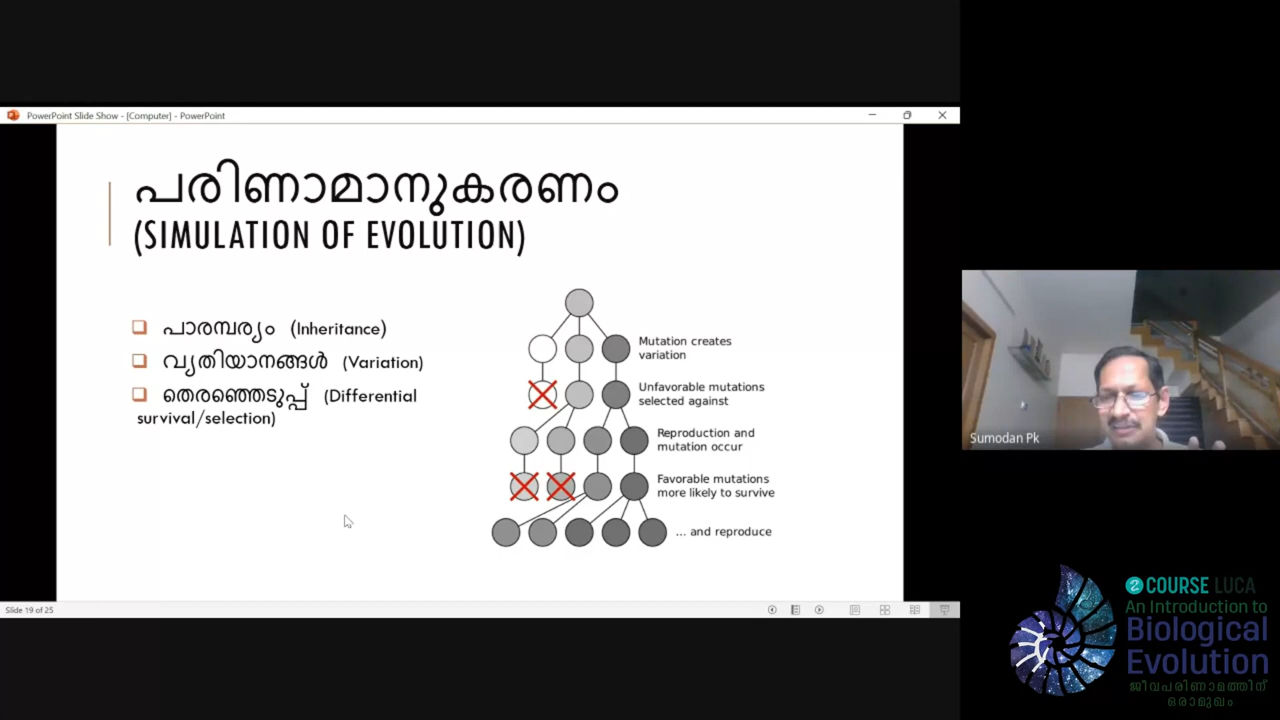 PowerPoint Slide Show - [Computer] - PowerPoint
പരിണാമാനുകരണം
(SIMULATION OF EVOLUTION)
പാരമ്പര്യം (Inheritance)
വ്യതിയാനങ്ങൾ (Variation)
തെരഞ്ഞെടുപ്പ് (Differential
survival/selection)
Mutation creates
variation
Unfavorable mutations
selected against
Reproduction and
mutation occur
Favorable mutations
more likely to survive
... and reproduce
Slide 19 of 25
Sumodan Pk
COURSE LUCA
An Introduction to
Biological
Evolution
ജീവപരിണാമത്തിന്
ഒരാമുഖം